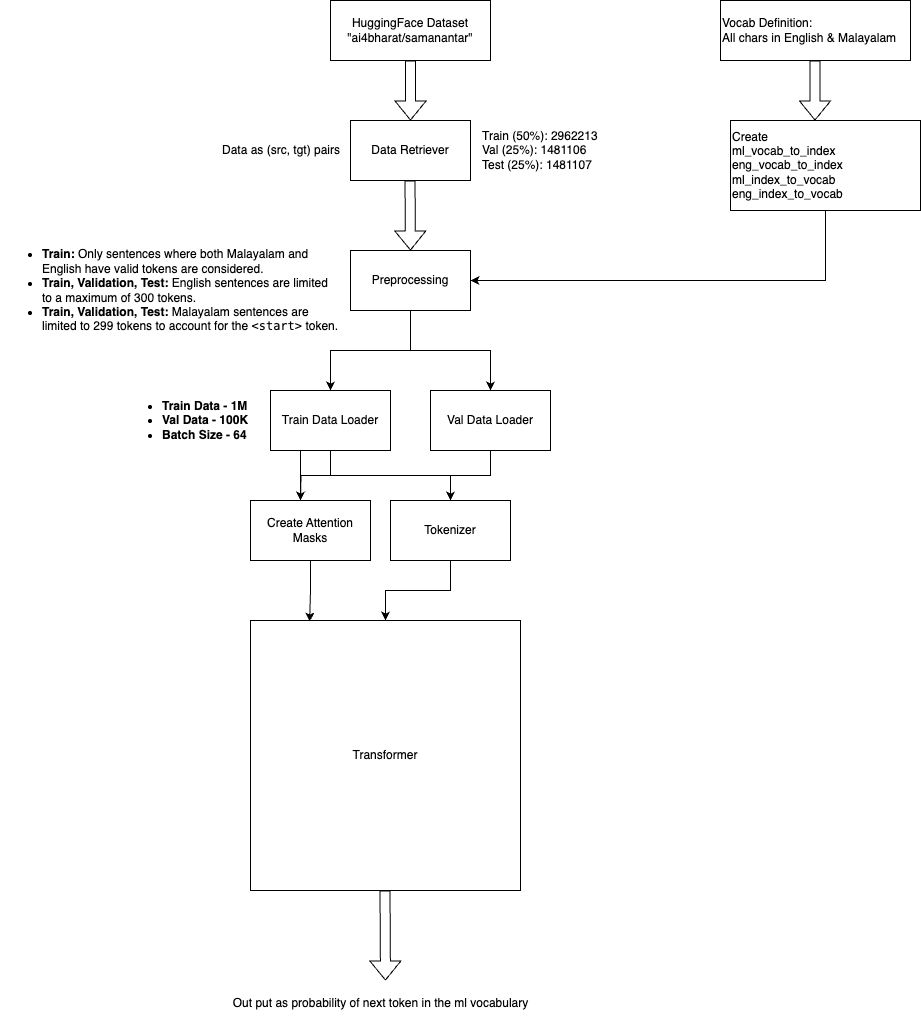 HuggingFace Dataset
"ai4bharat/samanantar"
Vocab Definition:
All chars in English & Malayalam
Data as (src, tgt) pairs
Data Retriever
Train (50%): 2962213
Val (25%): 1481106
Test (25%): 1481107
Create
ml_vocab_to_index
eng_vocab_to_index
ml_index_to_vocab
eng_index_to_vocab
• Train: Only sentences where both Malayalam and
English have valid tokens are considered.
• Train, Validation, Test: English sentences are limited
to a maximum of 300 tokens.
• Train, Validation, Test: Malayalam sentences are
limited to 299 tokens to account for the <start> token.
Preprocessing
• Train Data - 1M
• Val Data - 100K
• Batch Size - 64
Train Data Loader
Val Data Loader
Create Attention
Masks
Tokenizer
Transformer
Out put as probability of next token in the ml vocabulary